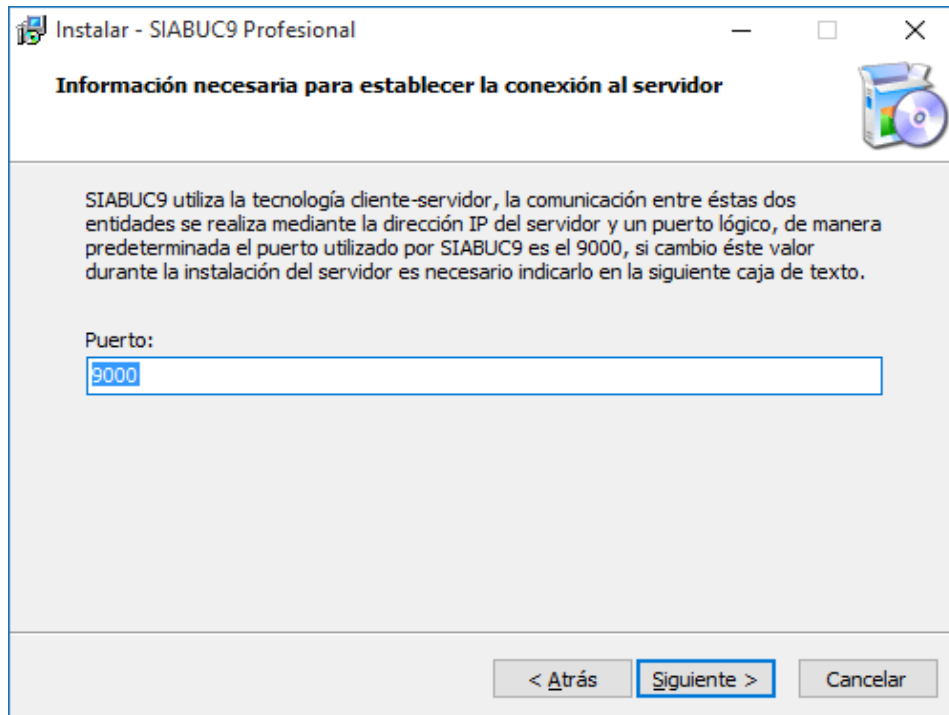 Instalar - SIABUC9 Profesional
Información necesaria para establecer la conexión al servidor
SIABUC9 utiliza la tecnología cliente-servidor, la comunicación entre éstas dos
entidades se realiza mediante la dirección IP del servidor y un puerto lógico, de manera
predeterminada el puerto utilizado por SIABUC9 es el 9000, si cambio éste valor
durante la instalación del servidor es necesario indicarlo en la siguiente caja de texto.
Puerto:
9000
< Atrás Siguiente > Cancelar